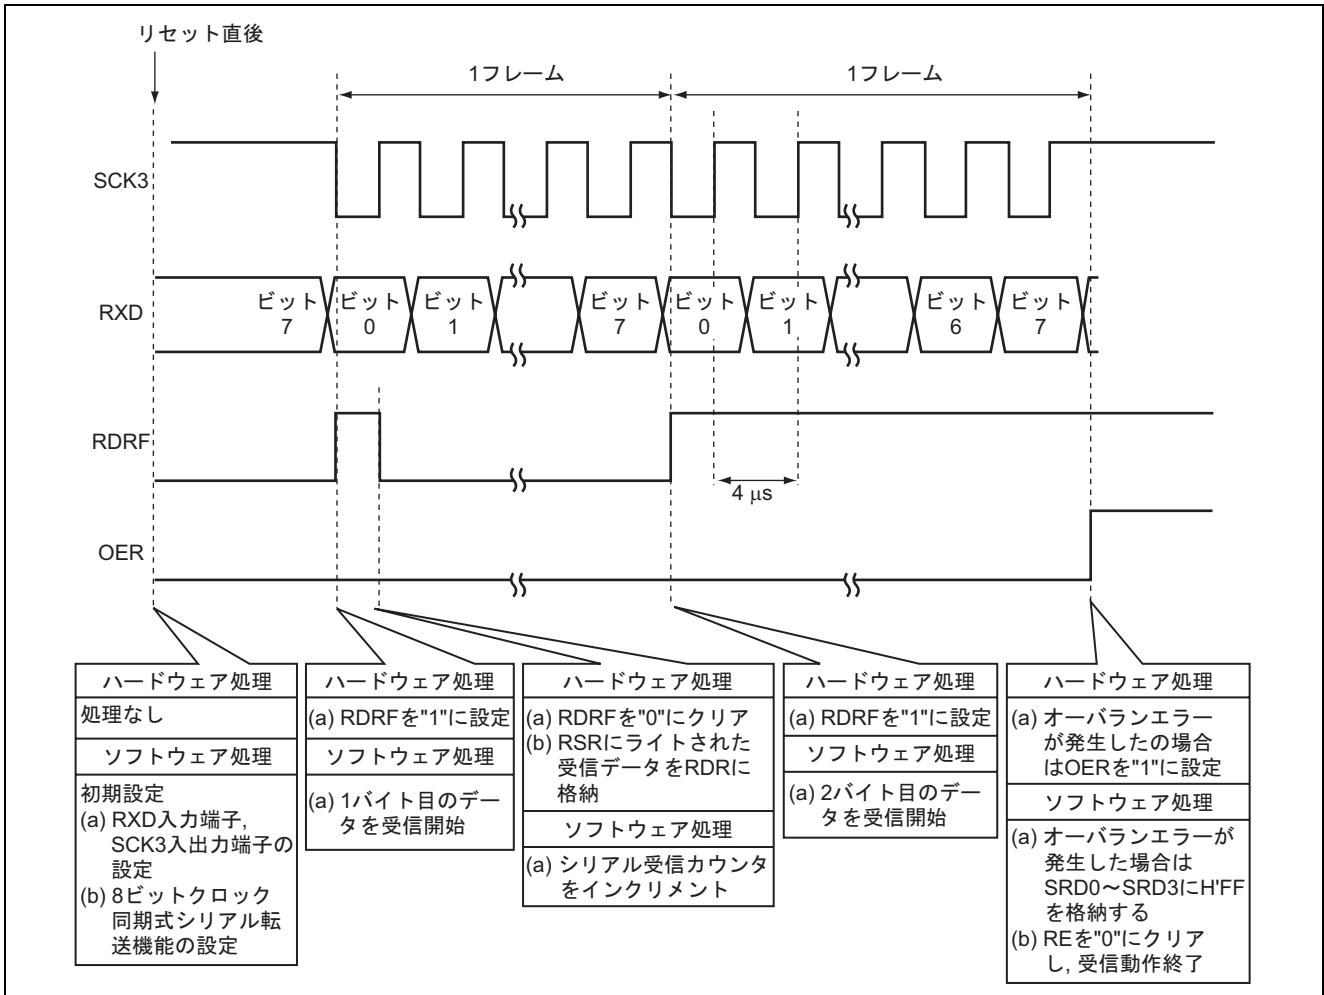 リセット直後
1フレーム
1フレーム
SCK3
RXD
ビット
7
ビット
0
ビット
1
ビット
7
ビット
0
ビット
1
ビット
6
ビット
7
RDRF
4 μs
OER
ハードウェア処理
処理なし
ソフトウェア処理
初期設定
(a) RXD入力端子,
SCK3入出力端子の
設定
(b) 8ビットクロック
同期式シリアル転
送機能の設定
ハードウェア処理
(a) RDRFを"1"に設定
ソフトウェア処理
(a) 1バイト目のデー
タを受信開始
ハードウェア処理
(a) RDRFを"0"にクリア
(b) RSRにライトされた
受信データをRDRに
格納
ソフトウェア処理
(a) シリアル受信カウンタ
をインクリメント
ハードウェア処理
(a) RDRFを"1"に設定
ソフトウェア処理
(a) 2バイト目のデー
タを受信開始
ハードウェア処理
(a) オーバランエラー
が発生したの場合
はOERを"1"に設定
ソフトウェア処理
(a) オーバランエラーが
発生した場合は
SRD0～SRD3にH'FF
を格納する
(b) REを"0"にクリア
し, 受信動作終了